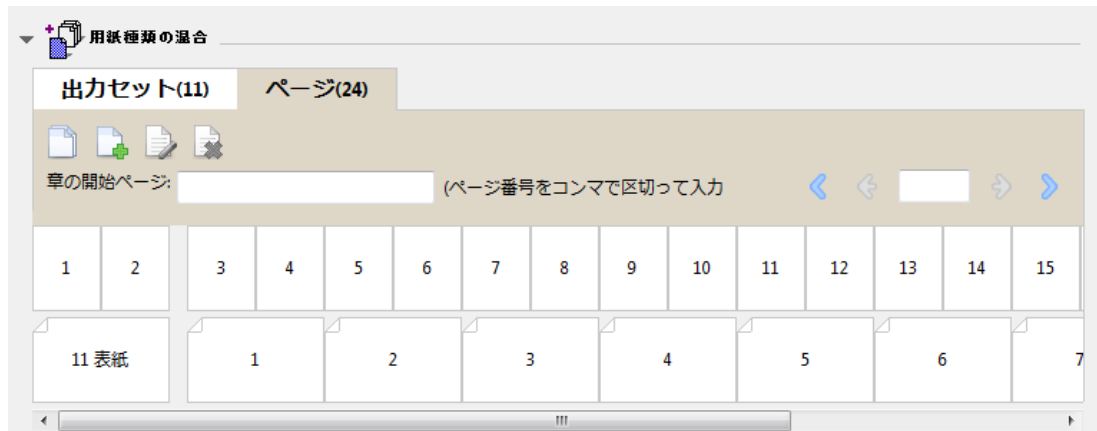 用紙種類の混合
出力セット(11) ページ(24)
章の開始ページ: (ページ番号をコンマで区切って入力
1 2 3 4 5 6 7 8 9 10 11 12 13 14 15
11 表紙 1 2 3 4 5 6 7